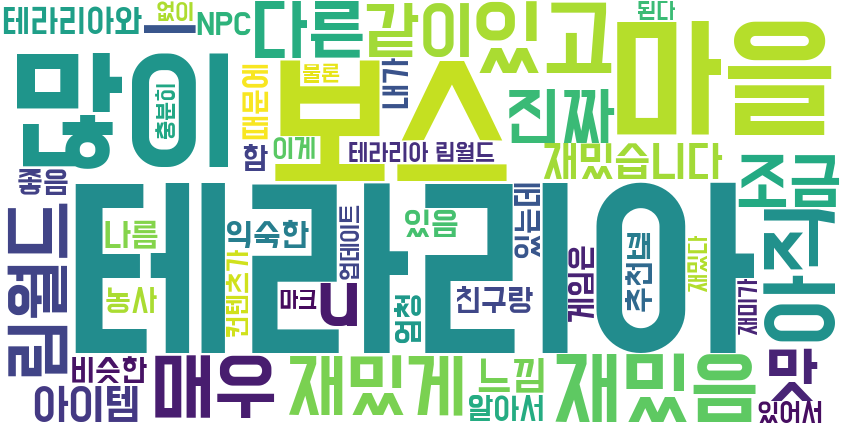 테라리아와
없이
NPC
다른
같이
있고
된다
많이
충분히
때문에
물론
보스
내가
진짜
마을
함
이게
테라리아 림월드
재밌습니다
조금
좋음
테라리아
림월드
나름
익숙한
업데이트
있음
있는데
아직
농사
컨텐츠가
마크
u
엄청
친구랑
게임은
추천해
재밌다
재미가
비슷한
매우
재밌게
느낌
재밌음
맛
아이템
알아서
있어서